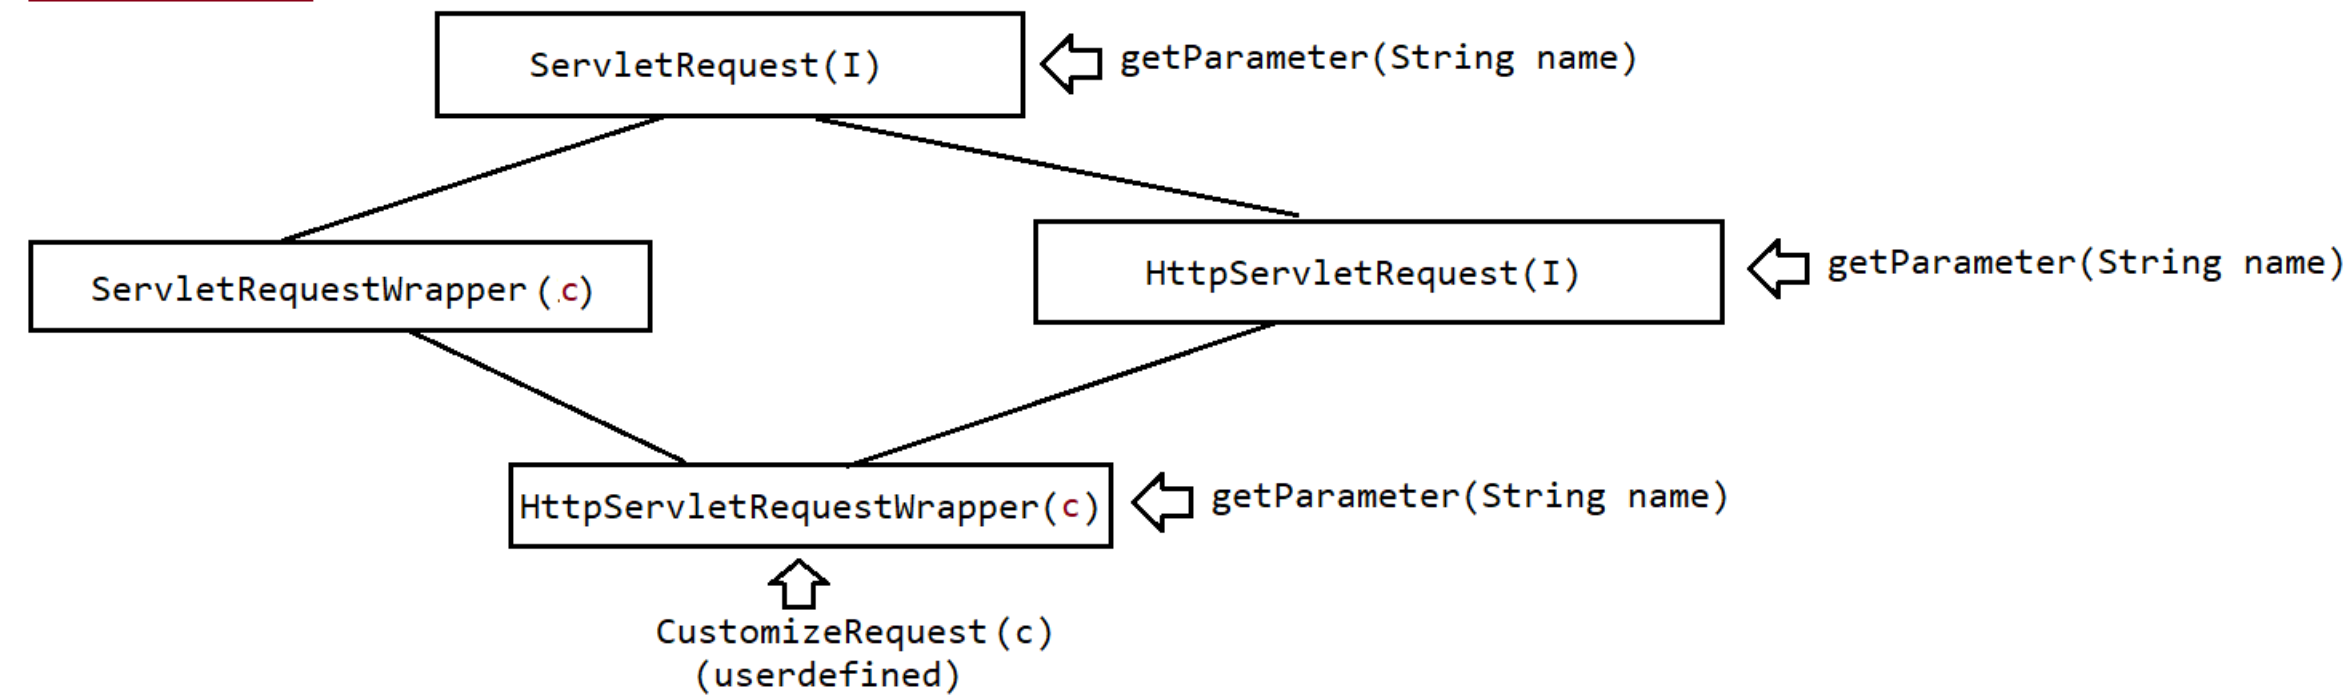 ServletRequest(I)
getParameter(String name)
ServletRequestWrapper(c)
HttpServletRequest(I)
getParameter(String name)
HttpServletRequestWrapper(c)
getParameter(String name)
CustomizeRequest(c)
(userdefined)